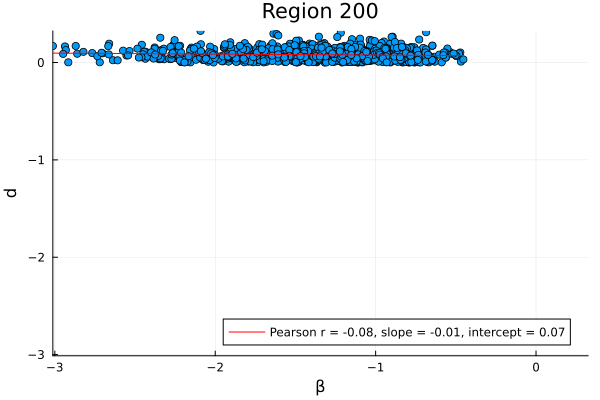 Region 200
0
−1
−2
−3
d
−3
−2
−1
0
β
Pearson r = -0.08, slope = -0.01, intercept = 0.07